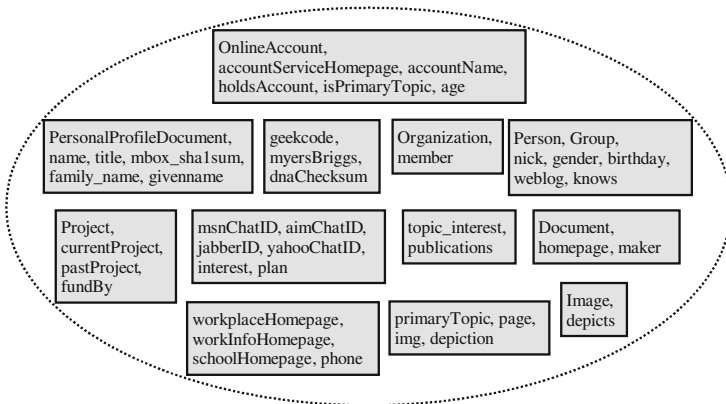 OnlineAccount,
accountServiceHomepage, accountName,
holdsAccount, isPrimaryTopic, age
PersonalProfileDocument,
name, title, mbox_sha1sum,
family_name, givenname
geekcode,
myersBriggs,
dnaChecksum
Organization,
member
Person, Group,
nick, gender, birthday,
weblog, knows
Project,
currentProject,
pastProject,
fundBy
msnChatID, aimChatID,
jabberID, yahooChatID,
interest, plan
topic_interest,
publications
Document,
homepage, maker
workplaceHomepage,
workInfoHomepage,
schoolHomepage, phone
primaryTopic, page,
img, depiction
Image,
depicts